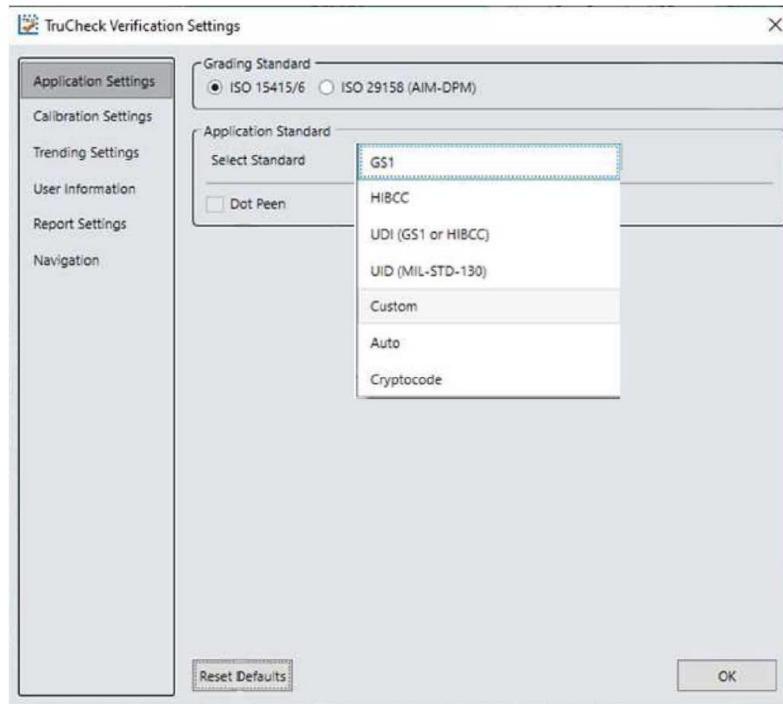 TruCheck Verification Settings
Application Settings
Calibration Settings
Trending Settings
User Information
Report Settings
Navigation
Grading Standard
ISO 15415/6 ISO 29158 (AIM-DPM)
Application Standard
Select Standard
Dot Peen
GS1
HIBCC
UDI (GS1 or HIBCC)
UID (MIL-STD-130)
Custom
Auto
Cryptocode
Reset Defaults
OK